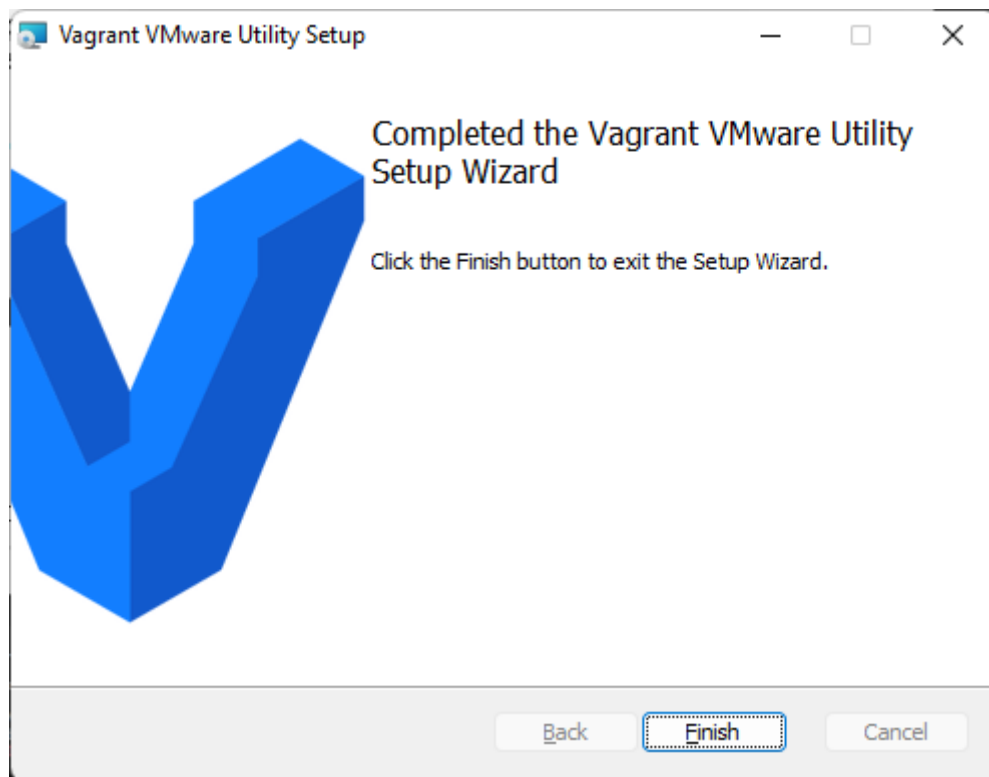 Vagrant VMware Utility Setup
Completed the Vagrant VMware Utility
Setup Wizard
Click the Finish button to exit the Setup Wizard.
Back
Finish
Cancel